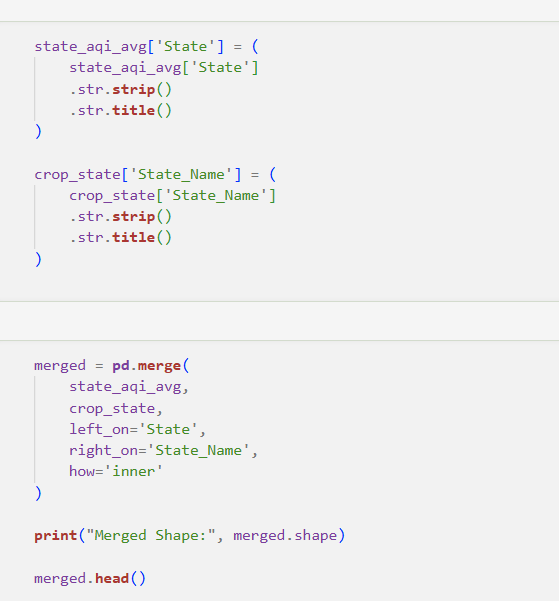 state_aqi_avg['State'] = (
    state_aqi_avg['State']
    .str.strip()
    .str.title()
)

crop_state['State_Name'] = (
    crop_state['State_Name']
    .str.strip()
    .str.title()
)

merged = pd.merge(
    state_aqi_avg,
    crop_state,
    left_on='State',
    right_on='State_Name',
    how='inner'
)

print("Merged Shape:", merged.shape)

merged.head()